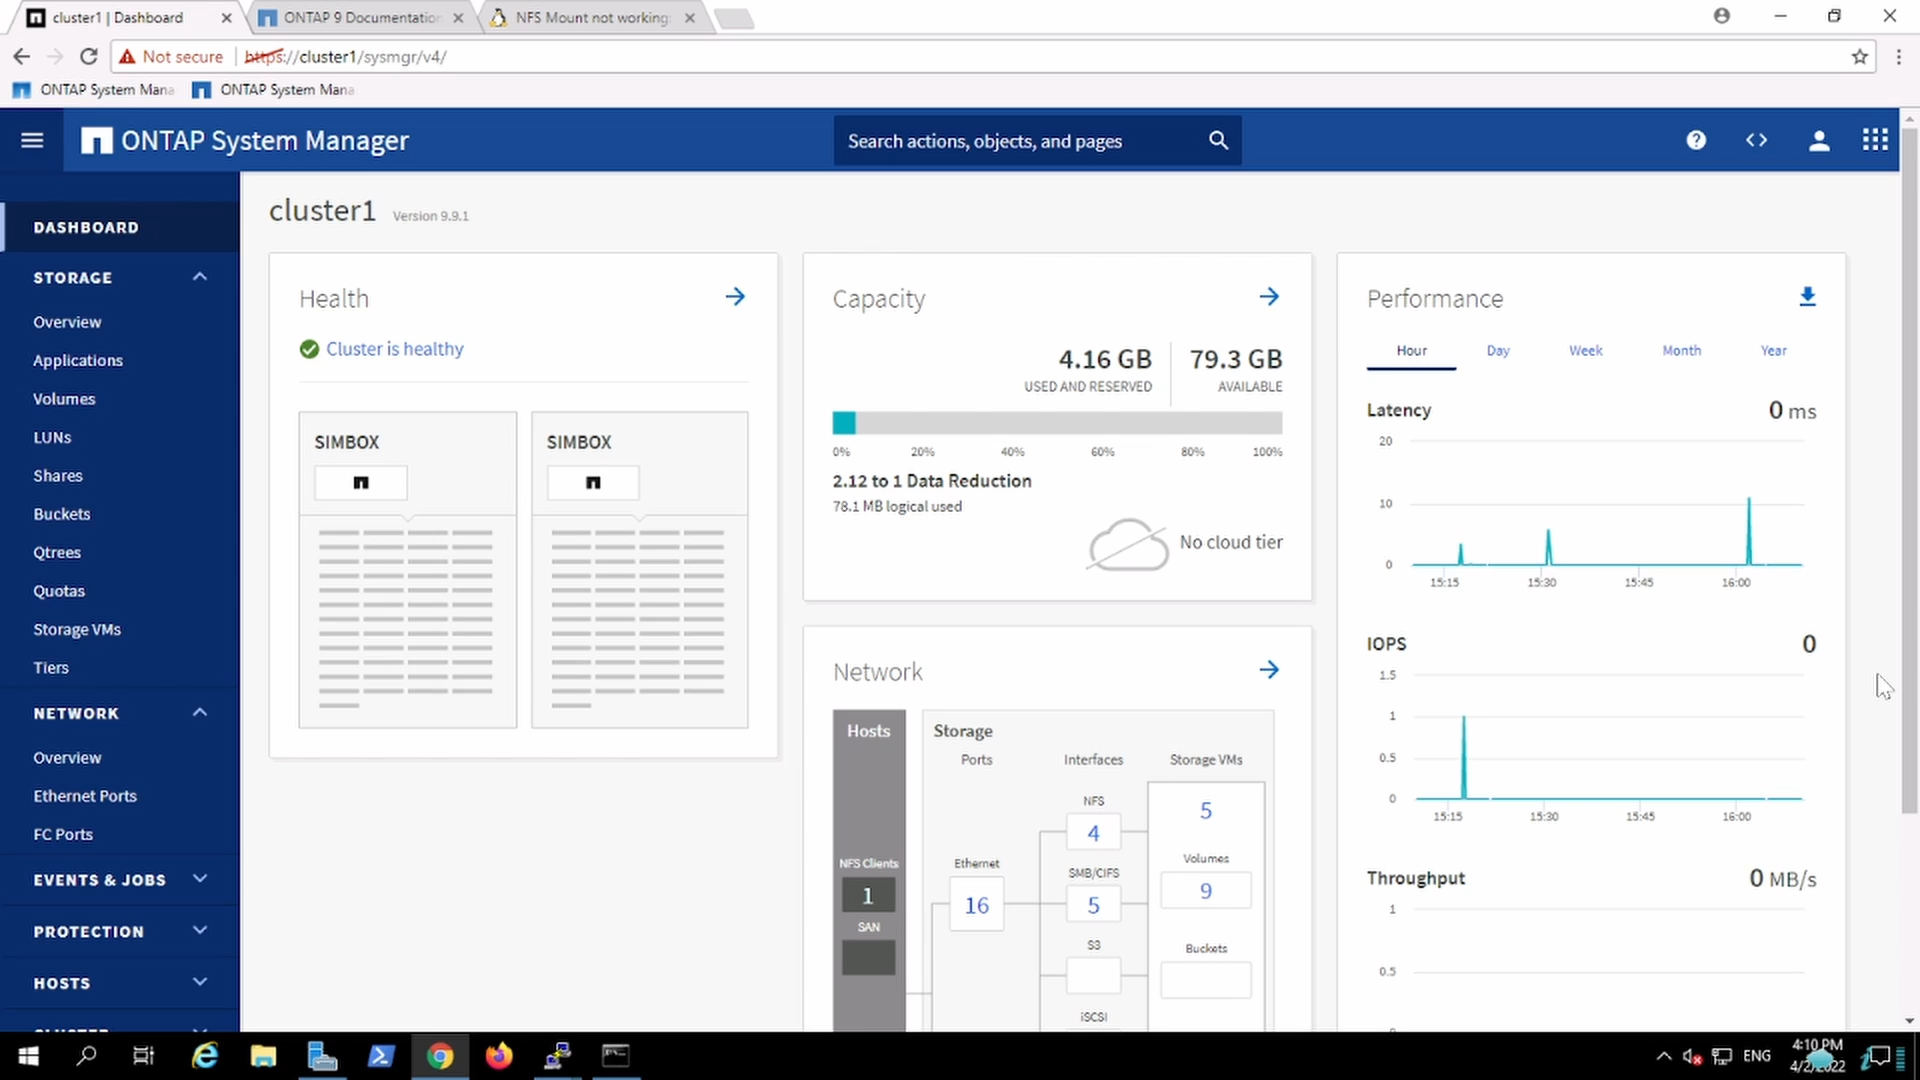 cluster1 | Dashboard
ONTAP 9 Documentation
NFS Mount not working
Not secure
https://cluster1/sysmgr/v4/
ONTAP System Mana
ONTAP System Mana
ONTAP System Manager
Search actions, objects, and pages
DASHBOARD
STORAGE
Overview
Applications
Volumes
LUNs
Shares
Buckets
Qtrees
Quotas
Storage VMs
Tiers
NETWORK
Overview
Ethernet Ports
FC Ports
EVENTS & JOBS
PROTECTION
HOSTS
CLUSTER
cluster1 Version 9.9.1
Health
Cluster is healthy
SIMBOX
SIMBOX
Capacity
4.16 GB
USED AND RESERVED
79.3 GB
AVAILABLE
0% 20% 40% 60% 80% 100%
2.12 to 1 Data Reduction
78.1 MB logical used
No cloud tier
Network
Hosts
NFS Clients
1
SAN
Storage
Ports
Interfaces
Storage VMs
Ethernet
16
NFS
4
SMB/CIFS
5
S3
iSCSI
5
Volumes
9
Buckets
Performance
Hour Day Week Month Year
Latency
0 ms
20
10
0
15:15 15:30 15:45 16:00
IOPS
0
1.5
1
0.5
0
15:15 15:30 15:45 16:00
Throughput
0 MB/s
1
0.5
ENG
4:10 PM
4/2/2022